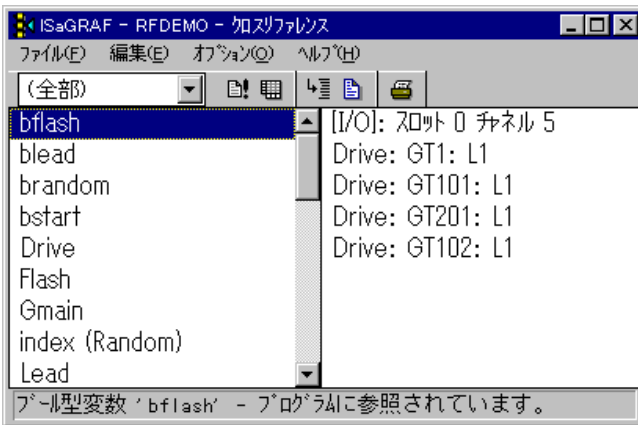 ISaGRAF - RFDEMO - ｸﾛｽﾘﾌｧﾚﾝｽ
ﾌｧｲﾙ(F) 編集(E) ｵﾌﾟｼｮﾝ(O) ﾍﾙﾌﾟ(H)
(全部)
bflash
blead
brandom
bstart
Drive
Flash
Gmain
index (Random)
Lead
[I/O]: ｽﾛｯﾄ 0 ﾁｬﾈﾙ 5
Drive: GT1: L1
Drive: GT101: L1
Drive: GT201: L1
Drive: GT102: L1
ﾌﾞｰﾙ型変数 'bflash' - ﾌﾟﾛｸﾞﾗﾑに参照されています。